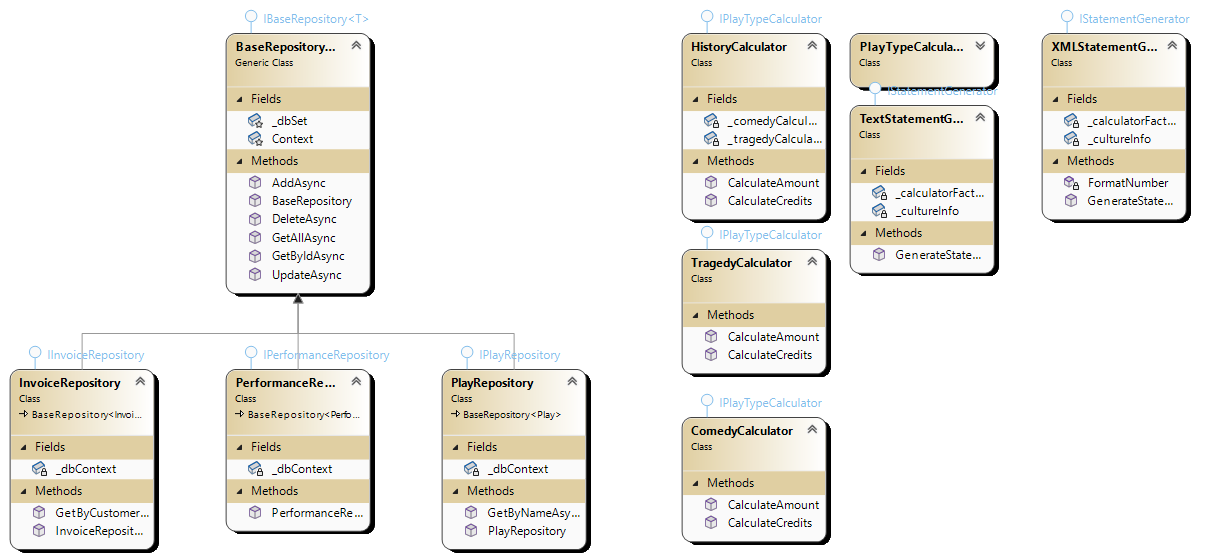 IBaseRepository<T>
BaseRepository...
Generic Class
Fields
_dbSet
Context
Methods
AddAsync
BaseRepository
DeleteAsync
GetAllAsync
GetByIdAsync
UpdateAsync
IInvoiceRepository
InvoiceRepository
Class
BaseRepository<Invoi...
Fields
_dbContext
Methods
GetByCustomer...
InvoiceReposit...
IPerformanceRepository
PerformanceRe...
Class
BaseRepository<Perfo...
Fields
_dbContext
Methods
PerformanceRe...
IPlayRepository
PlayRepository
Class
BaseRepository<Play>
Fields
_dbContext
Methods
GetByNameAsy...
PlayRepository
IPlayTypeCalculator
HistoryCalculator
Class
Fields
_comedyCalcul...
_tragedyCalcula...
Methods
CalculateAmount
CalculateCredits
IPlayTypeCalculator
TragedyCalculator
Class
Methods
CalculateAmount
CalculateCredits
IPlayTypeCalculator
ComedyCalculator
Class
Methods
CalculateAmount
CalculateCredits
PlayTypeCalcula...
Class
IStatementGenerator
TextStatementG...
Class
Fields
_calculatorFact...
_cultureInfo
Methods
GenerateState...
IStatementGenerator
XMLStatementG...
Class
Fields
_calculatorFact...
_cultureInfo
Methods
FormatNumber
GenerateState...